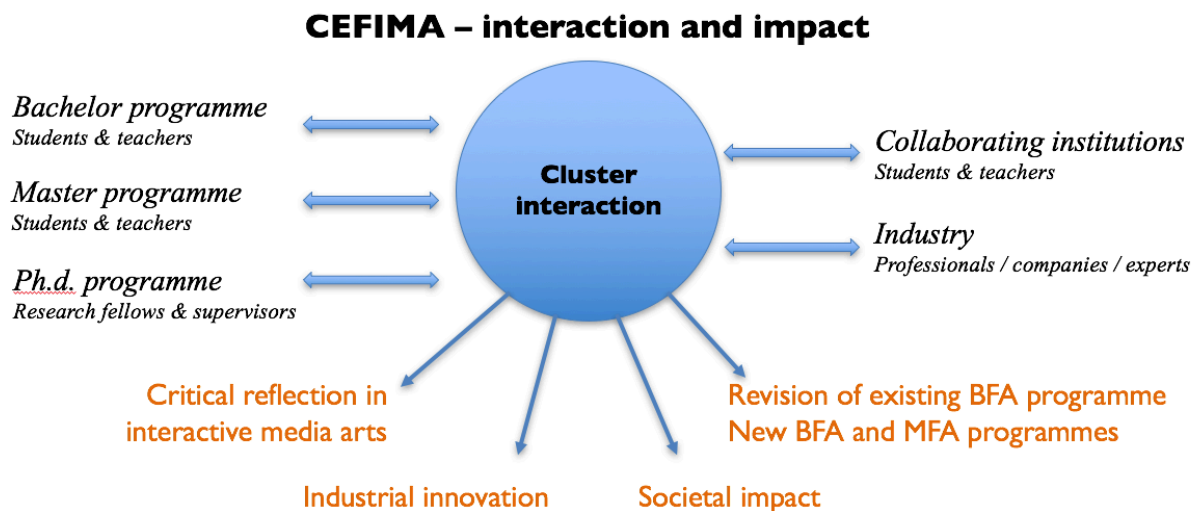 CEFIMA – interaction and impact
Bachelor programme
Students & teachers
Master programme
Students & teachers
Ph.d. programme
Research fellows & supervisors
Cluster
interaction
Collaborating institutions
Students & teachers
Industry
Professionals / companies / experts
Critical reflection in
interactive media arts
Industrial innovation
Societal impact
Revision of existing BFA programme
New BFA and MFA programmes